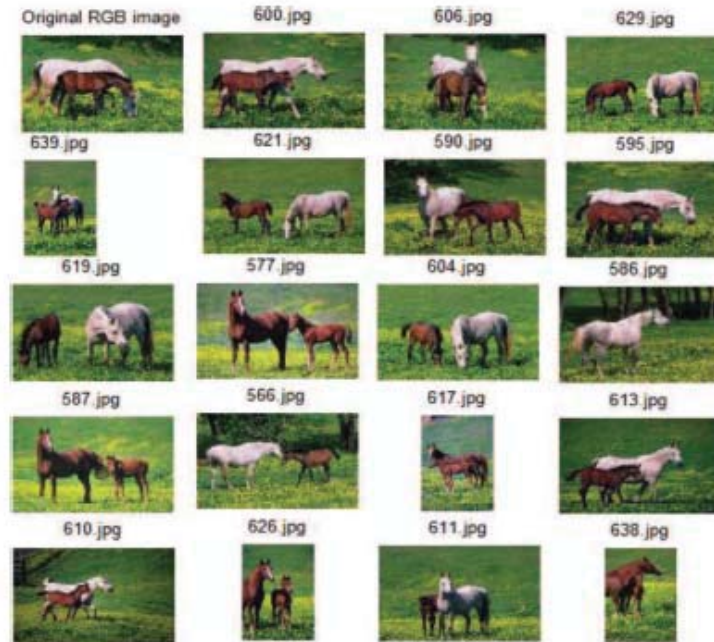 Original RGB image 600.jpg 606.jpg 629.jpg
639.jpg 621.jpg 590.jpg 595.jpg
619.jpg 577.jpg 604.jpg 586.jpg
587.jpg 566.jpg 617.jpg 613.jpg
610.jpg 626.jpg 611.jpg 638.jpg